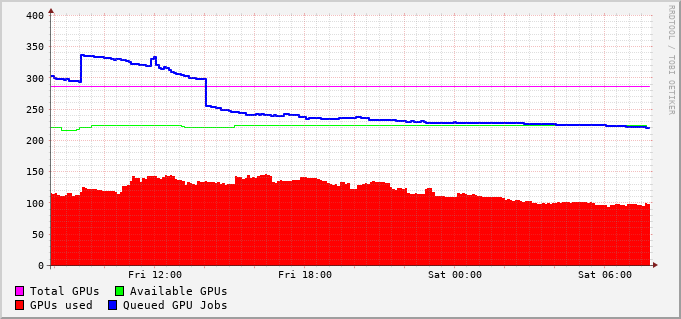 400
350
300
250
200
150
100
50
0
Fri 12:00 Fri 18:00 Sat 00:00 Sat 06:00
Total GPUs Available GPUs
GPUs used Queued GPU Jobs
RRDTOOL / TOBI OETIKER